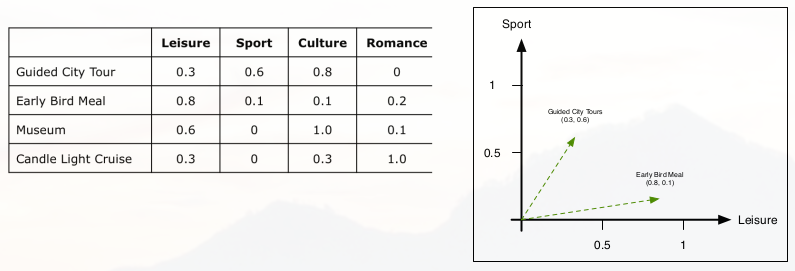 Leisure Sport Culture Romance
Guided City Tour 0.3 0.6 0.8 0
Early Bird Meal 0.8 0.1 0.1 0.2
Museum 0.6 0 1.0 0.1
Candle Light Cruise 0.3 0 0.3 1.0
Sport
1
Guided City Tours
(0.3, 0.6)
0.5
Early Bird Meal
(0.8, 0.1)
Leisure
0.5 1